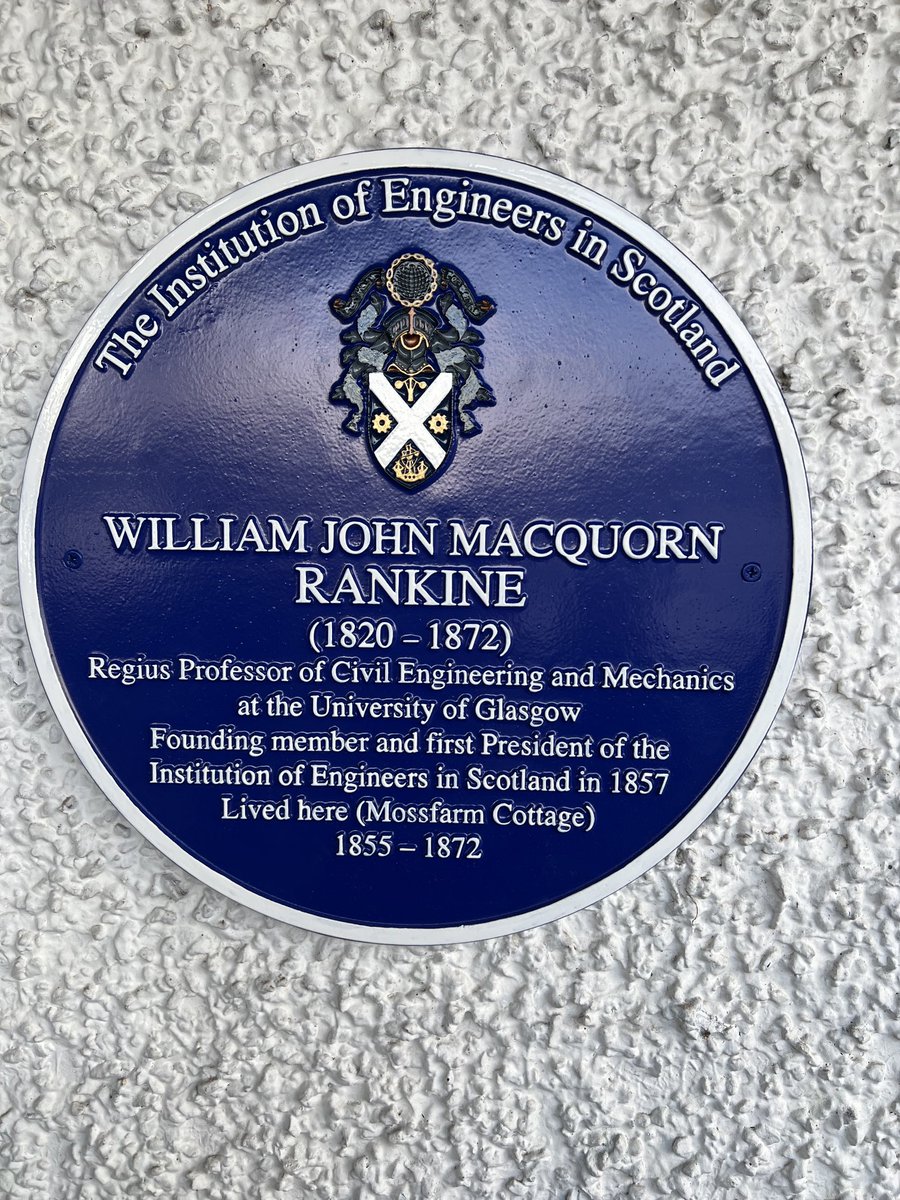 The Institution of Engineers in Scotland
WILLIAM JOHN MACQUORN
RANKINE
(1820 – 1872)
Regius Professor of Civil Engineering and Mechanics
at the University of Glasgow
Founding member and first President of the
Institution of Engineers in Scotland in 1857
Lived here (Mossfarm Cottage)
1855 – 1872